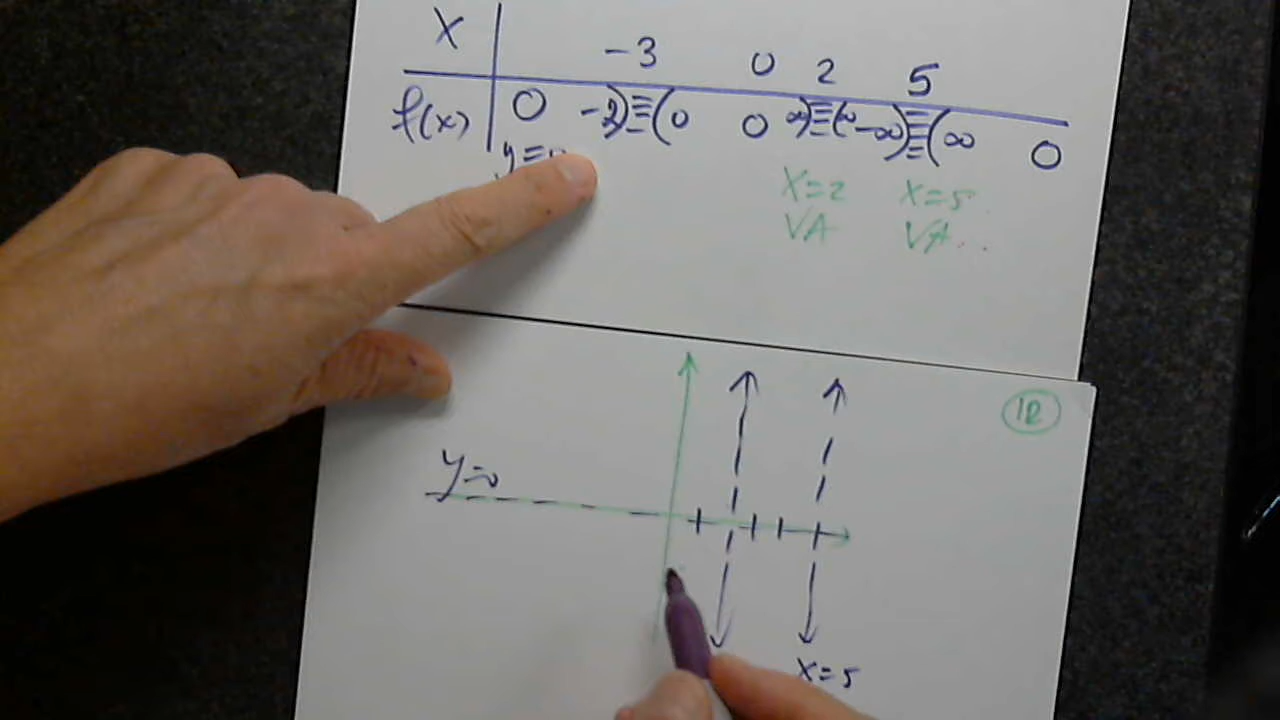 X -3 0 2 5
f(x) 0 -2)≡(0 0 ∞)≡(∞ -∞)≡(∞ 0
y=
X=2 X=5
VA VA..
12
y=0
X=5